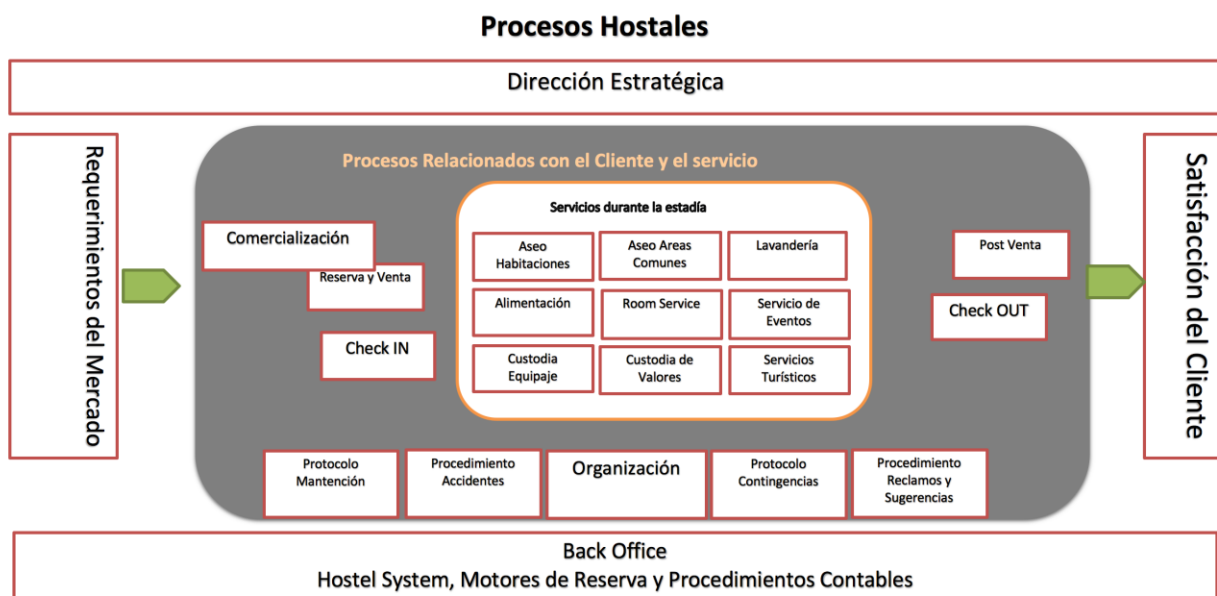 Procesos Hostales
Dirección Estratégica
Requerimientos del Mercado
Procesos Relacionados con el Cliente y el servicio
Comercialización
Reserva y Venta
Check IN
Servicios durante la estadía
Aseo
Habitaciones
Aseo Areas
Comunes
Lavandería
Alimentación
Room Service
Servicio de
Eventos
Custodia
Equipaje
Custodia de
Valores
Servicios
Turísticos
Post Venta
Check OUT
Satisfacción del Cliente
Protocolo
Mantención
Procedimiento
Accidentes
Organización
Protocolo
Contingencias
Procedimiento
Reclamos y
Sugerencias
Back Office
Hostel System, Motores de Reserva y Procedimientos Contables